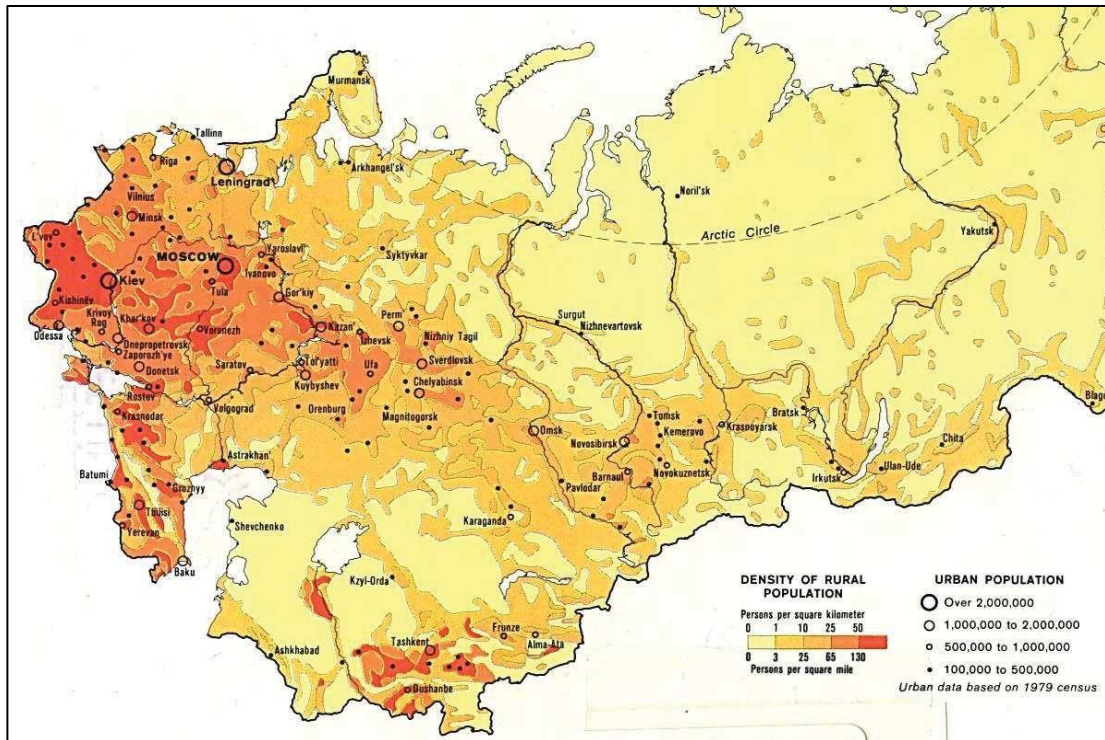 Murmansk
Tallinn
Riga
Leningrad
Arkhangel'sk
Noril'sk
Vilnius
Minsk
Arctic Circle
Yakutsk
L'vov
MOSCOW
Yaroslavl'
Ivanovo
Syktyvkar
Kiev
Tula
Gor'kiy
Kishinëv
Krivoy
Rog
Khar'kov
Voronezh
Kazan'
Perm'
Izhevsk
Nizhniy Tagil
Surgut
Nizhnevartovsk
Odessa
Dnepropetrovsk
Zaporozh'ye
Donetsk
Saratov
Tol'yatti
Ufa
Sverdlovsk
Kuybyshev
Chelyabinsk
Rostov
Krasnodar
Volgograd
Orenburg
Magnitogorsk
Omsk
Tomsk
Kemerovo
Bratsk
Krasnoyarsk
Blago
Novosibirsk
Chita
Astrakhan'
Barnaul
Novokuznetsk
Irkutsk
Ulan-Ude
Batumi
Groznyy
Pavlodar
Tbilisi
Yerevan
Shevchenko
Karaganda
Baku
Kzyl-Orda
Frunze
Alma-Ata
Tashkent
Ashkhabad
Dushanbe
DENSITY OF RURAL
POPULATION
Persons per square kilometer
0 1 10 25 50
0 3 25 65 130
Persons per square mile
URBAN POPULATION
Over 2,000,000
1,000,000 to 2,000,000
500,000 to 1,000,000
100,000 to 500,000
Urban data based on 1979 census